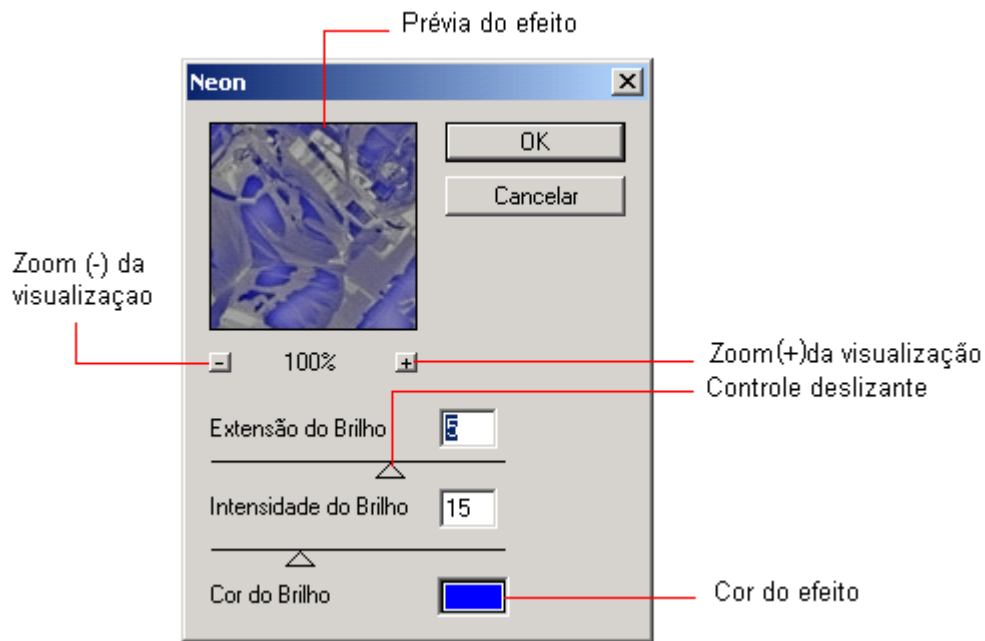 Prévia do efeito
Neon
OK
Cancelar
Zoom (-) da
visualizaçao
- 100% +
Zoom(+)da visualização
Controle deslizante
Extensão do Brilho 5
Intensidade do Brilho 15
Cor do Brilho
Cor do efeito